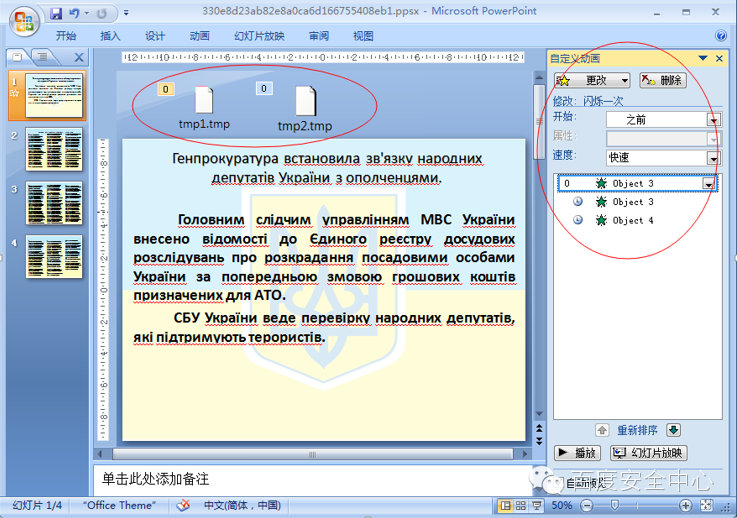 330e8d23ab82e8a0ca6d166755408eb1.ppsx - Microsoft PowerPoint
开始 插入 设计 动画 幻灯片放映 审阅 视图
自定义动画
更改 删除
修改: 闪烁一次
开始: 之前
属性:
速度: 快速
0 Object 3
Object 3
Object 4
1
2
3
4
0 0
tmp1.tmp tmp2.tmp
Генпрокуратура встановила зв'язку народних
депутатів України з ополченцями.
Головним слідчим управлінням МВС України
внесено відомості до Єдиного реєстру досудових
розслідувань про розкрадання посадовими особами
України за попередньою змовою грошових коштів
призначених для АТО.
СБУ України веде перевірку народних депутатів,
які підтримують терористів.
重新排序
播放 幻灯片放映
自动预览
百度安全中心
单击此处添加备注
幻灯片 1/4 "Office Theme" 中文(简体，中国) 50%